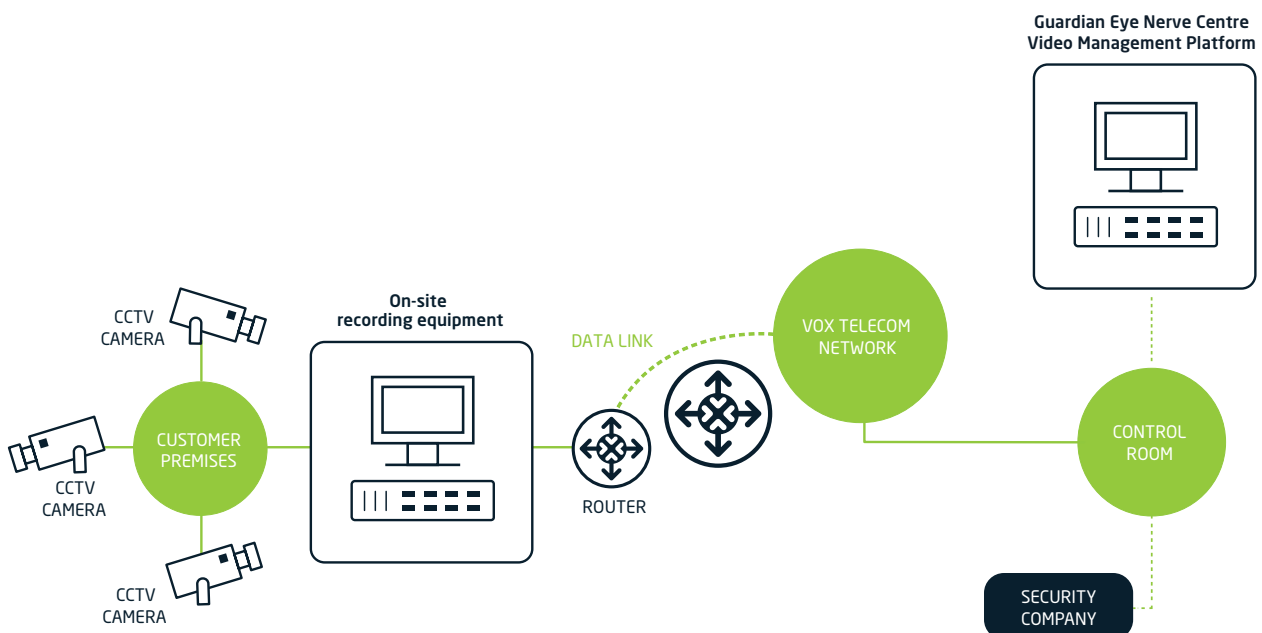 Guardian Eye Nerve Centre
Video Management Platform
On-site
recording equipment
CCTV
CAMERA
DATA LINK
VOX TELECOM
NETWORK
CUSTOMER
PREMISES
CONTROL
ROOM
CCTV
CAMERA
ROUTER
CCTV
CAMERA
SECURITY
COMPANY